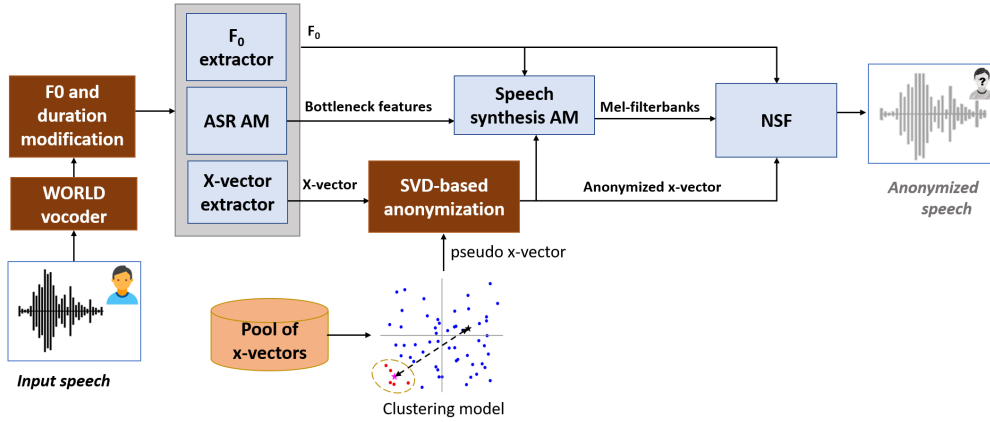 F0 and
duration
modification
WORLD
vocoder
Input speech
F₀
extractor
ASR AM
X-vector
extractor
F₀
Bottleneck features
X-vector
SVD-based
anonymization
pseudo x-vector
Pool of
x-vectors
Clustering model
Speech
synthesis AM
Mel-filterbanks
Anonymized x-vector
NSF
?
Anonymized
speech